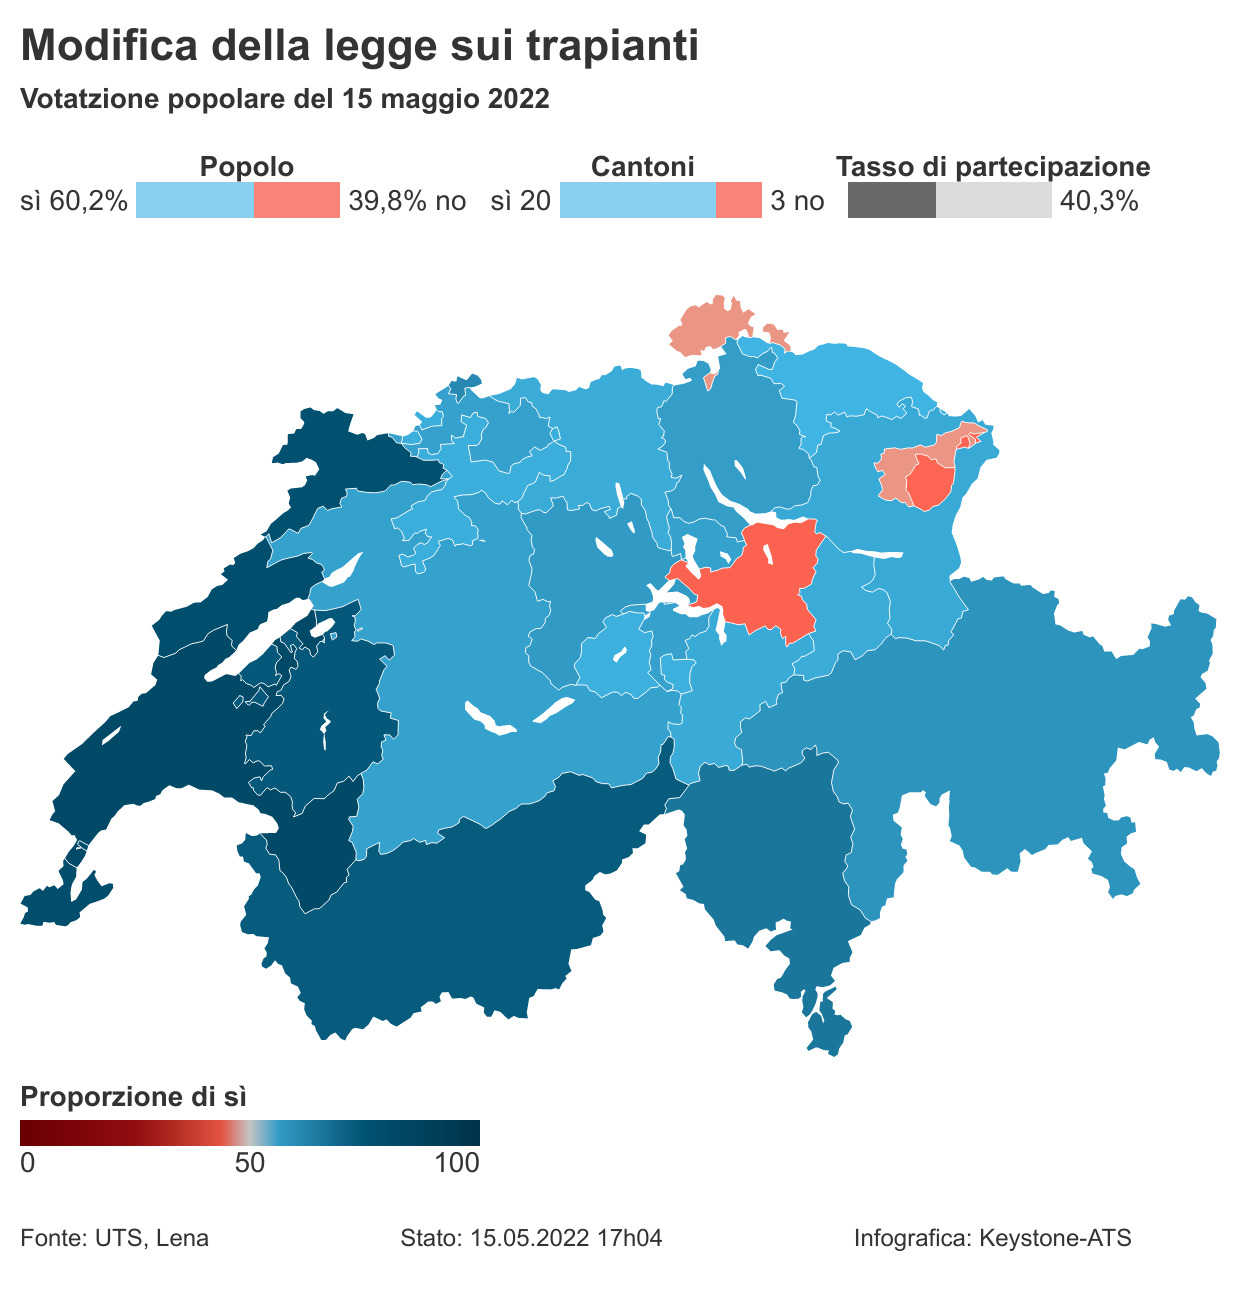 Modifica della legge sui trapianti
Votatzione popolare del 15 maggio 2022
Popolo
sì 60,2% 39,8% no
Cantoni
sì 20 3 no
Tasso di partecipazione
40,3%
Proporzione di sì
0 50 100
Fonte: UTS, Lena
Stato: 15.05.2022 17h04
Infografica: Keystone-ATS